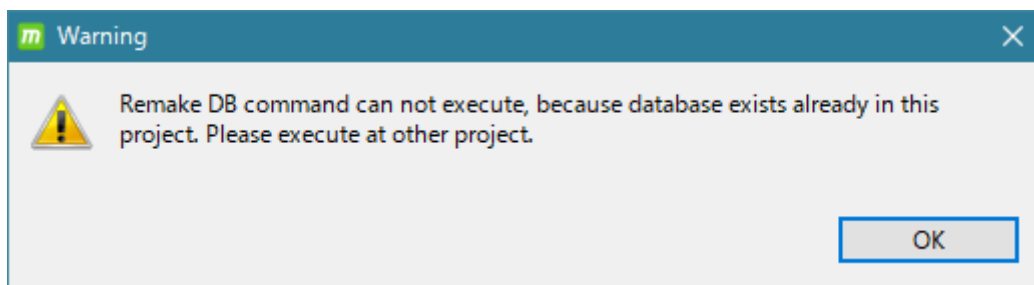 m Warning
Remake DB command can not execute, because database exists already in this
project. Please execute at other project.
OK